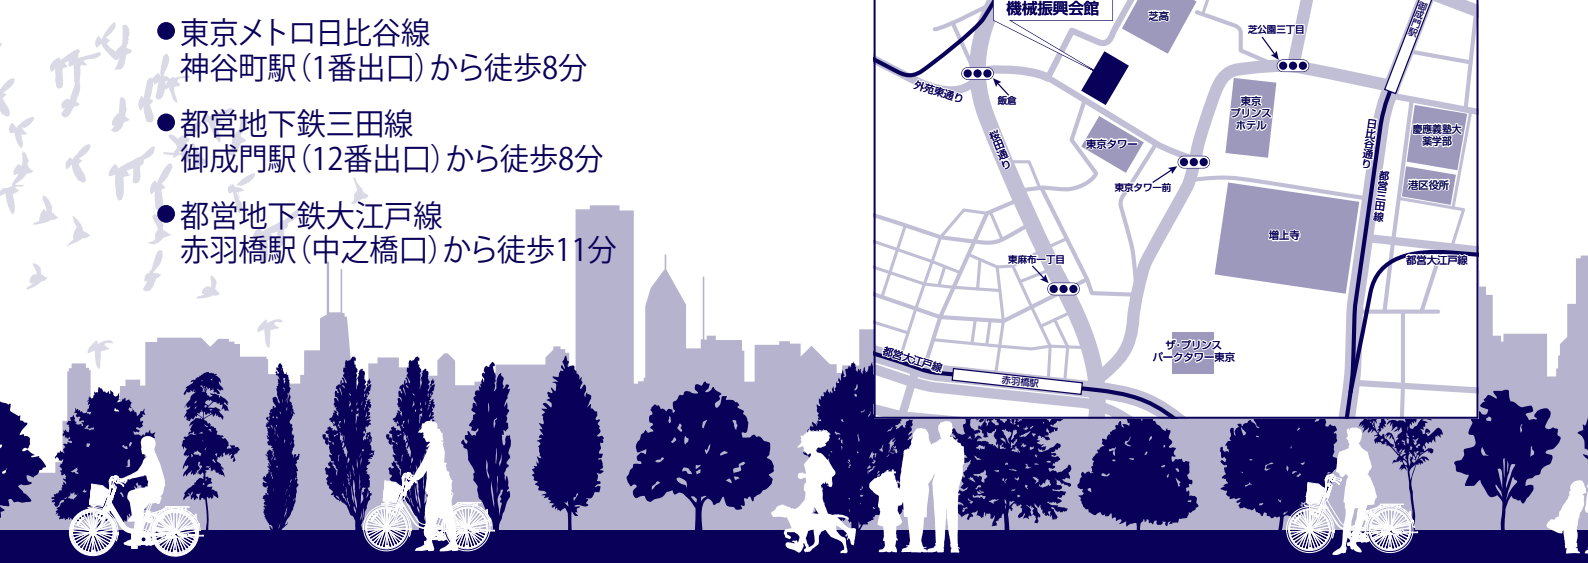 ●東京メトロ日比谷線
神谷町駅(1番出口)から徒歩8分
●都営地下鉄三田線
御成門駅(12番出口)から徒歩8分
●都営地下鉄大江戸線
赤羽橋駅(中之橋口)から徒歩11分
機械振興会館
芝高
御成門駅
芝公園三丁目
外苑東通り
飯倉
東京
プリンス
ホテル
桜田通り
東京タワー
日比谷通り
慶應義塾大
薬学部
東京タワー前
都営三田線
港区役所
増上寺
東麻布一丁目
都営大江戸線
ザ・プリンス
パークタワー東京
都営大江戸線
赤羽橋駅